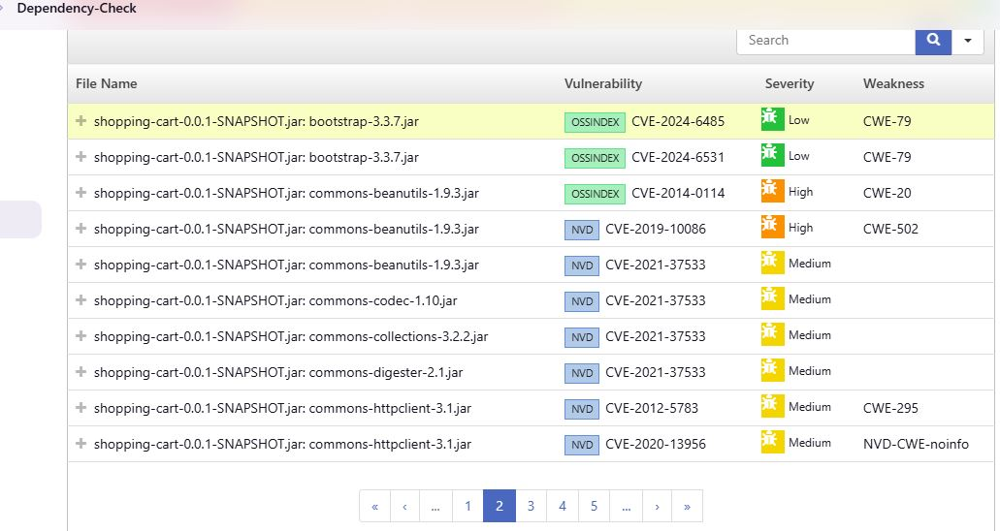 Dependency-Check
Search
File Name Vulnerability Severity Weakness
shopping-cart-0.0.1-SNAPSHOT.jar: bootstrap-3.3.7.jar OSSINDEX CVE-2024-6485 Low CWE-79
shopping-cart-0.0.1-SNAPSHOT.jar: bootstrap-3.3.7.jar OSSINDEX CVE-2024-6531 Low CWE-79
shopping-cart-0.0.1-SNAPSHOT.jar: commons-beanutils-1.9.3.jar OSSINDEX CVE-2014-0114 High CWE-20
shopping-cart-0.0.1-SNAPSHOT.jar: commons-beanutils-1.9.3.jar NVD CVE-2019-10086 High CWE-502
shopping-cart-0.0.1-SNAPSHOT.jar: commons-beanutils-1.9.3.jar NVD CVE-2021-37533 Medium
shopping-cart-0.0.1-SNAPSHOT.jar: commons-codec-1.10.jar NVD CVE-2021-37533 Medium
shopping-cart-0.0.1-SNAPSHOT.jar: commons-collections-3.2.2.jar NVD CVE-2021-37533 Medium
shopping-cart-0.0.1-SNAPSHOT.jar: commons-digester-2.1.jar NVD CVE-2021-37533 Medium
shopping-cart-0.0.1-SNAPSHOT.jar: commons-httpclient-3.1.jar NVD CVE-2012-5783 Medium CWE-295
shopping-cart-0.0.1-SNAPSHOT.jar: commons-httpclient-3.1.jar NVD CVE-2020-13956 Medium NVD-CWE-noinfo
« ‹ ... 1 2 3 4 5 ... › »